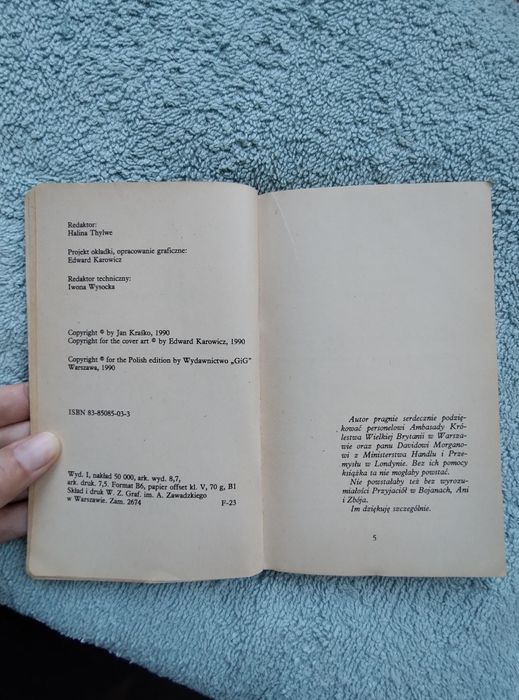 Redaktor:
Halina Thylwe
Projekt okładki, opracowanie graficzne:
Edward Karowicz
Redaktor techniczny:
Iwona Wysocka
Copyright © by Jan Kraśko, 1990
Copyright for the cover art © by Edward Karowicz, 1990
Copyright © for the Polish edition by Wydawnictwo „GiG”
Warszawa, 1990
ISBN 83-85085-03-3
Wyd. I, nakład 50 000, ark. wyd. 8,7,
ark. druk. 7,5. Format B6, papier offset kl. V, 70 g, B1
Skład i druk W. Z. Graf. im. A. Zawadzkiego
w Warszawie. Zam. 2674 F-23
Autor pragnie serdecznie podzię-
kować personelowi Ambasady Kró-
lestwa Wielkiej Brytanii w Warsza-
wie oraz panu Davidowi Morgano-
wi z Ministerstwa Handlu i Prze-
mysłu w Londynie. Bez ich pomocy
książka ta nie mogłaby powstać.
Nie powstałaby też bez wyrozu-
miałości Przyjaciół w Bojanach, Ani
i Zbója.
Im dziękuję szczególnie.
5